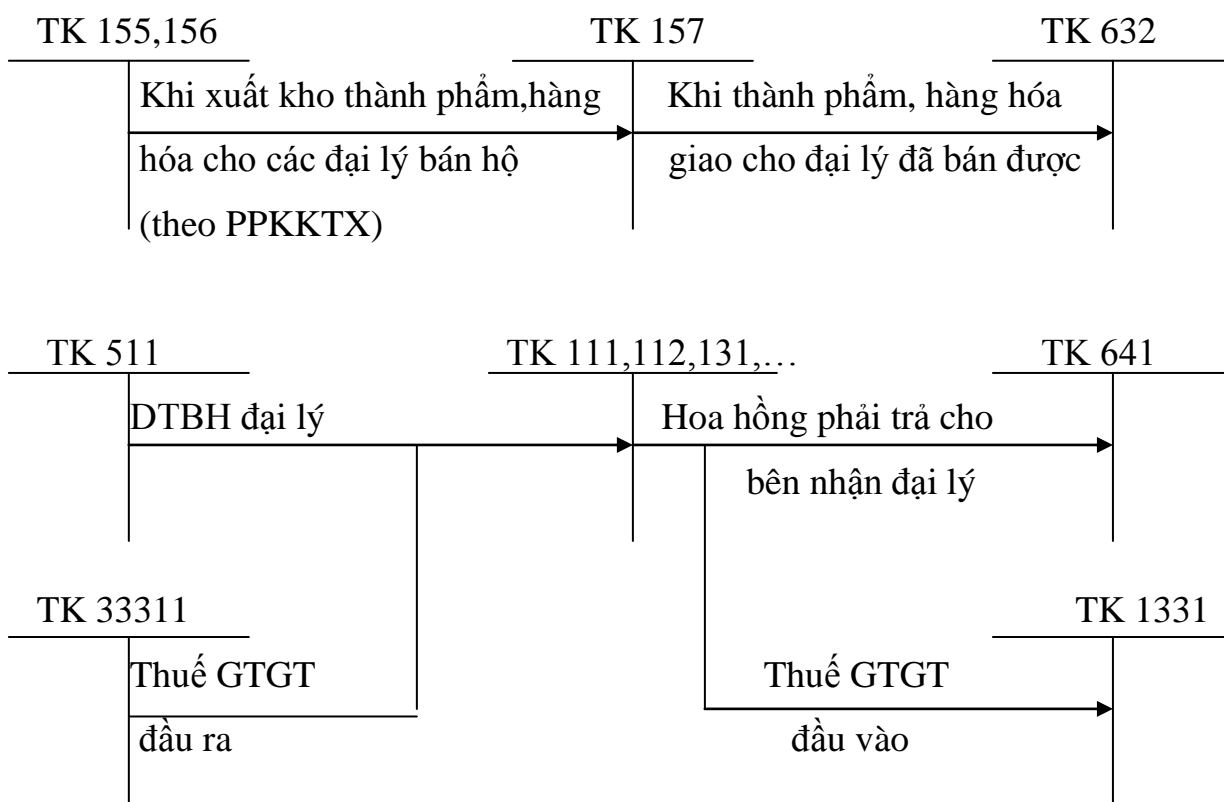 TK 155,156 TK 157 TK 632
Khi xuất kho thành phẩm,hàng Khi thành phẩm, hàng hóa
hóa cho các đại lý bán hộ giao cho đại lý đã bán được
(theo PPKKTX)
TK 511 TK 111,112,131,… TK 641
DTBH đại lý Hoa hồng phải trả cho
bên nhận đại lý
TK 33311 TK 1331
Thuế GTGT Thuế GTGT
đầu ra đầu vào